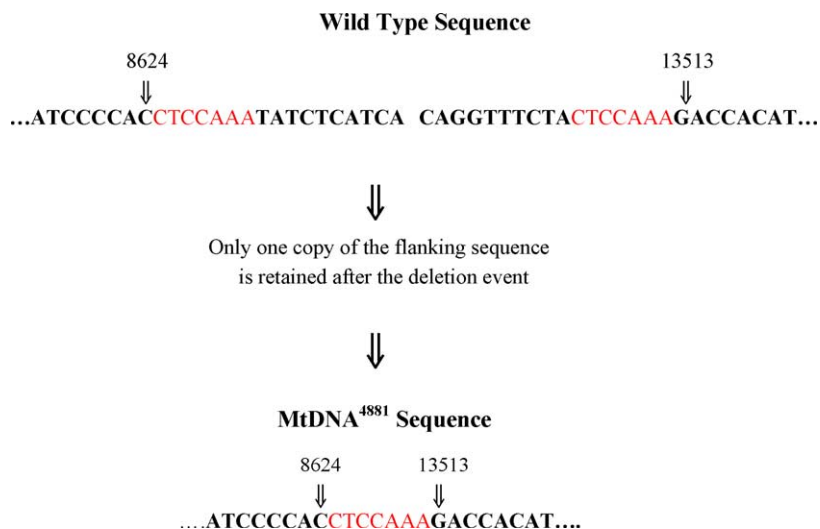 Wild Type Sequence
8624 13513
⇓ ⇓
...ATCCCCACCTCCAAATATCTCATCA CAGGTTTCTACTCCAAAGACCACAT...
⇓
Only one copy of the flanking sequence
is retained after the deletion event
⇓
MtDNA⁴⁸⁸¹ Sequence
8624 13513
⇓ ⇓
....ATCCCCACCTCCAAAGACCACAT....